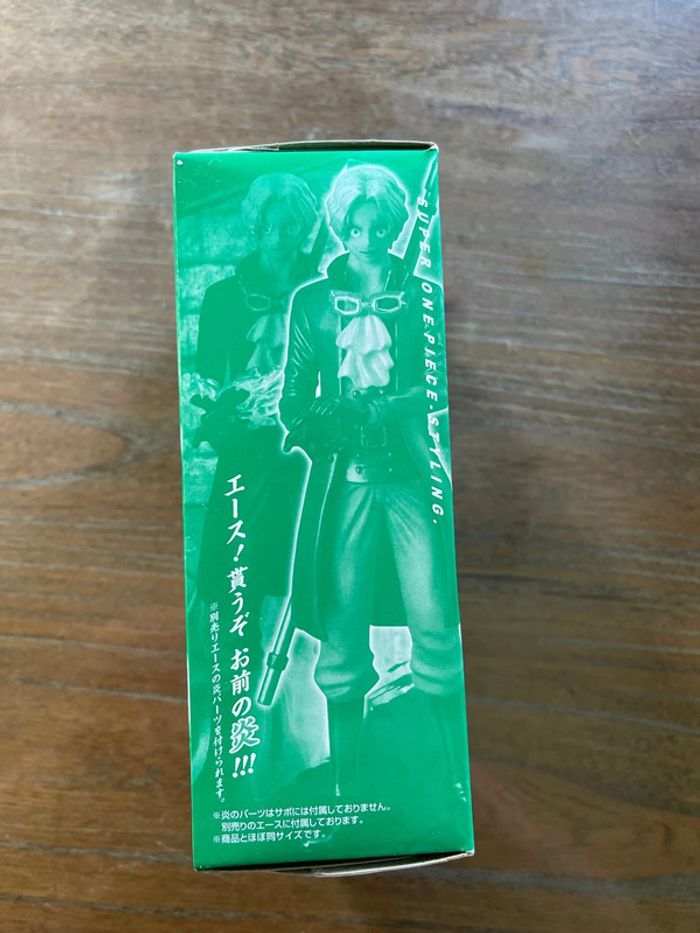 SUPER ONE PIECE STYLING.
エース！貰うぞ お前の炎!!!
※別売りエースの炎パーツを付けられます。
※炎のパーツはサボには付属しておりません。
別売りのエースに付属しております。
※商品とほぼ同サイズです。